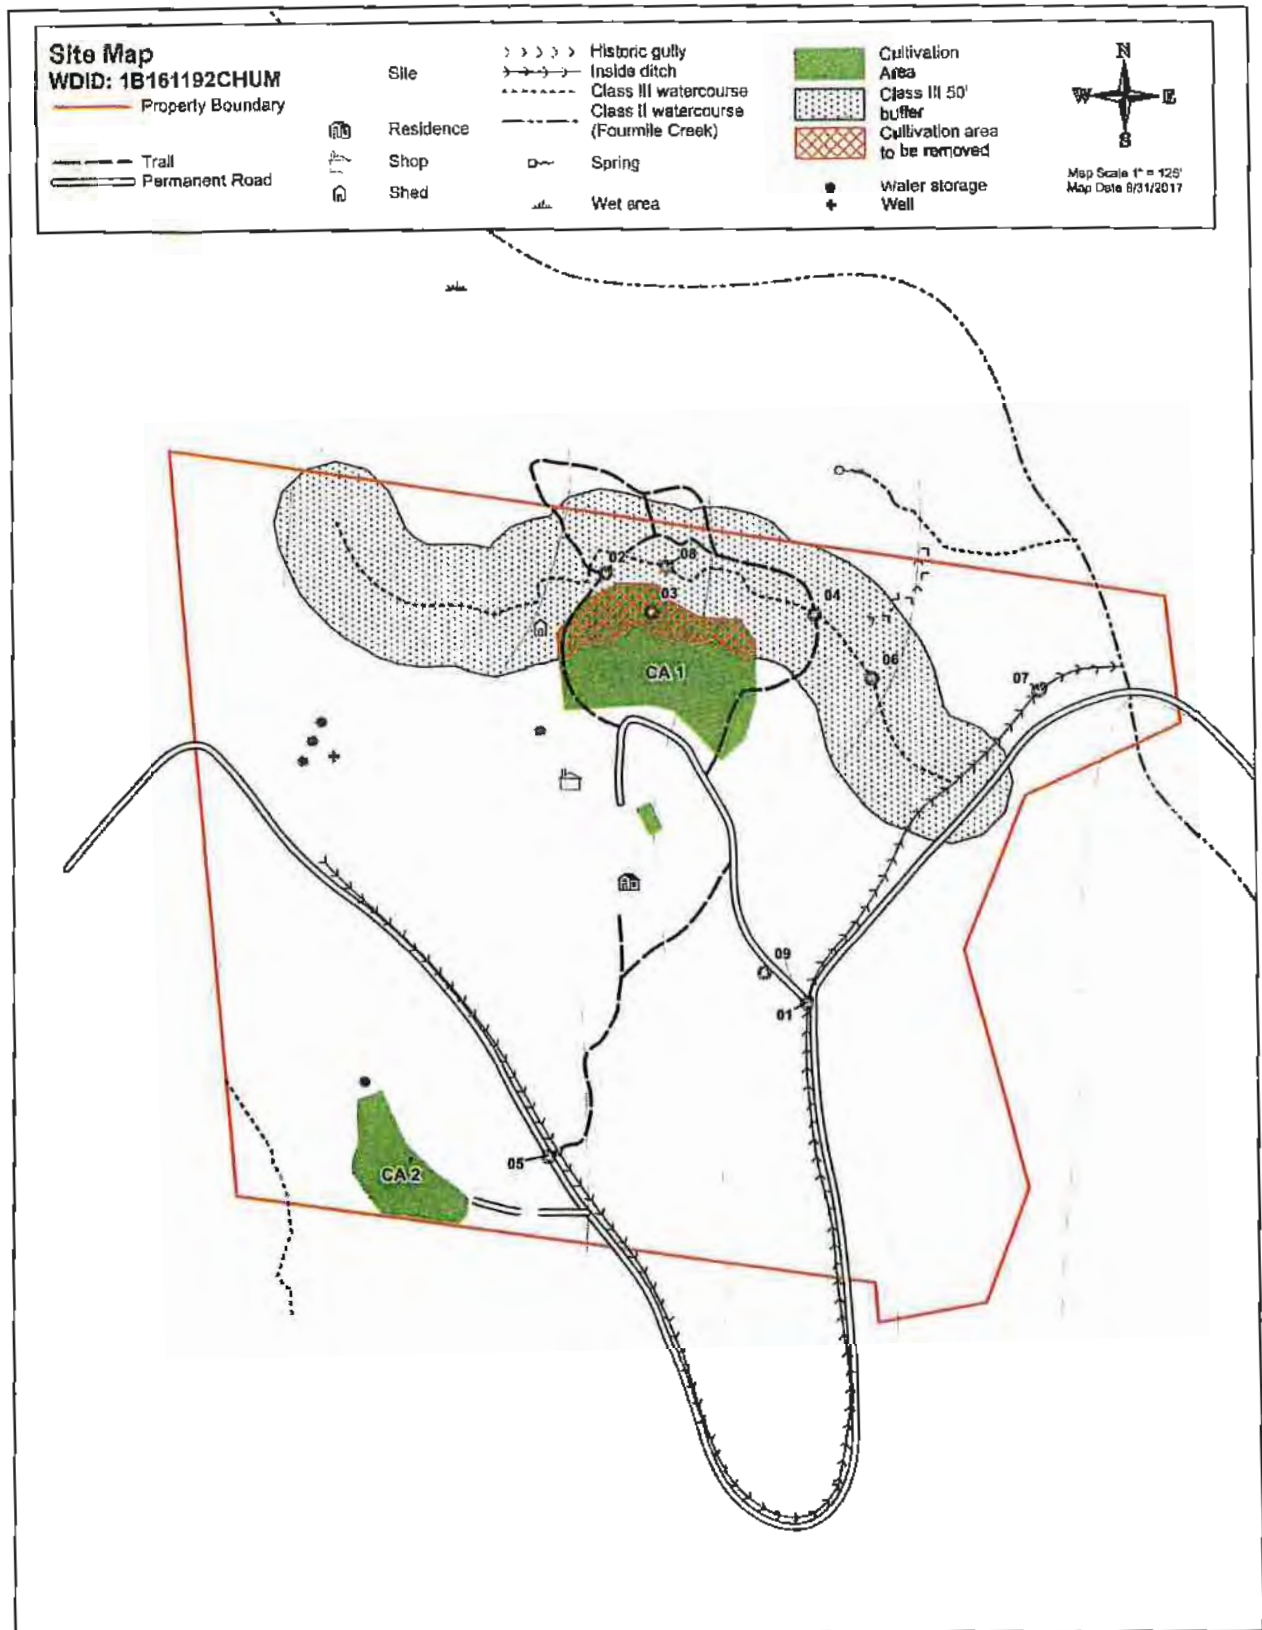 Site Map
WDID: 1B161192CHUM
Property Boundary
Trail
Permanent Road
Site
Residence
Shop
Shed
Historic gully
Inside ditch
Class III watercourse
Class II watercourse
(Fourmile Creek)
Spring
Wet area
Cultivation
Area
Class III 50'
buffer
Cultivation area
to be removed
Water storage
Well
N
W E
S
Map Scale 1" = 125'
Map Date 8/31/2017
02
08
03
04
CA 1
06
07
09
01
05
CA 2